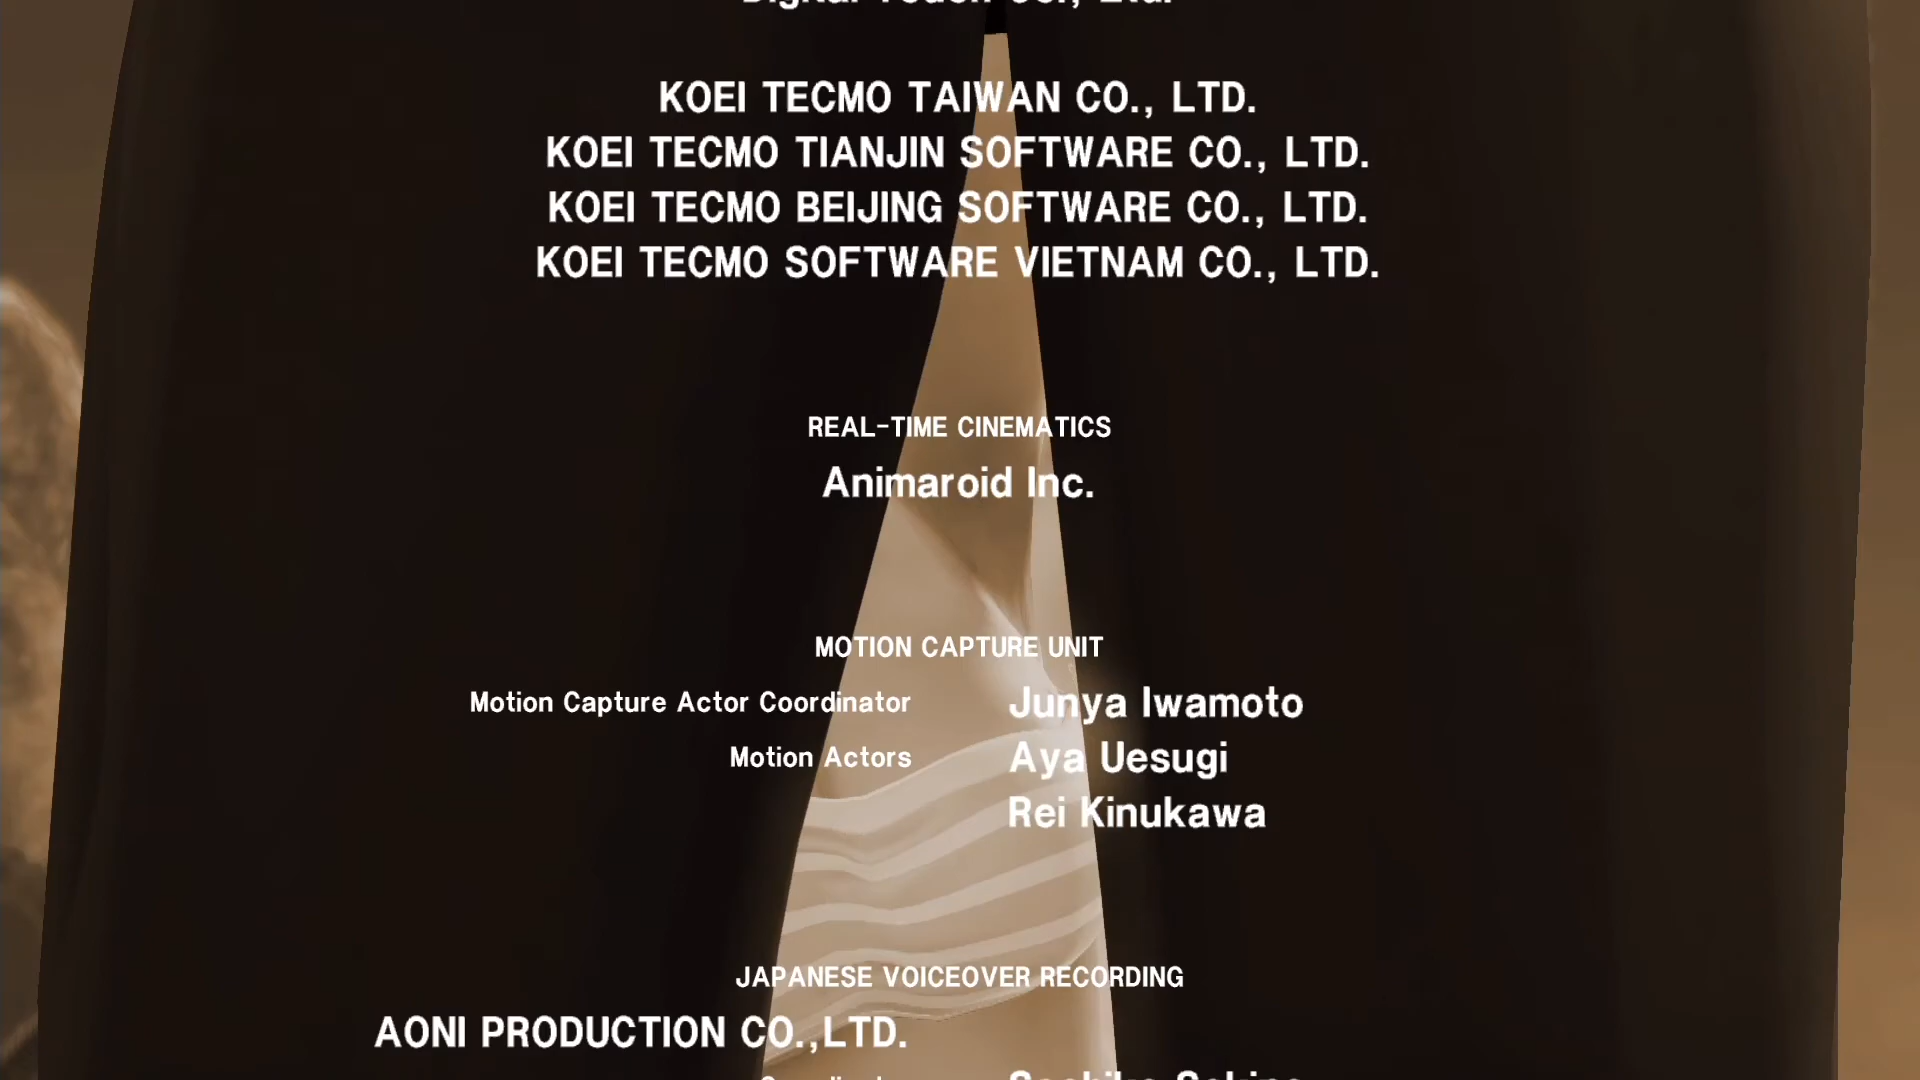 KOEI TECMO TAIWAN CO., LTD.
KOEI TECMO TIANJIN SOFTWARE CO., LTD.
KOEI TECMO BEIJING SOFTWARE CO., LTD.
KOEI TECMO SOFTWARE VIETNAM CO., LTD.
REAL-TIME CINEMATICS
Animaroid Inc.
MOTION CAPTURE UNIT
Motion Capture Actor Coordinator Junya Iwamoto
Motion Actors Aya Uesugi
Rei Kinukawa
JAPANESE VOICEOVER RECORDING
AONI PRODUCTION CO.,LTD.